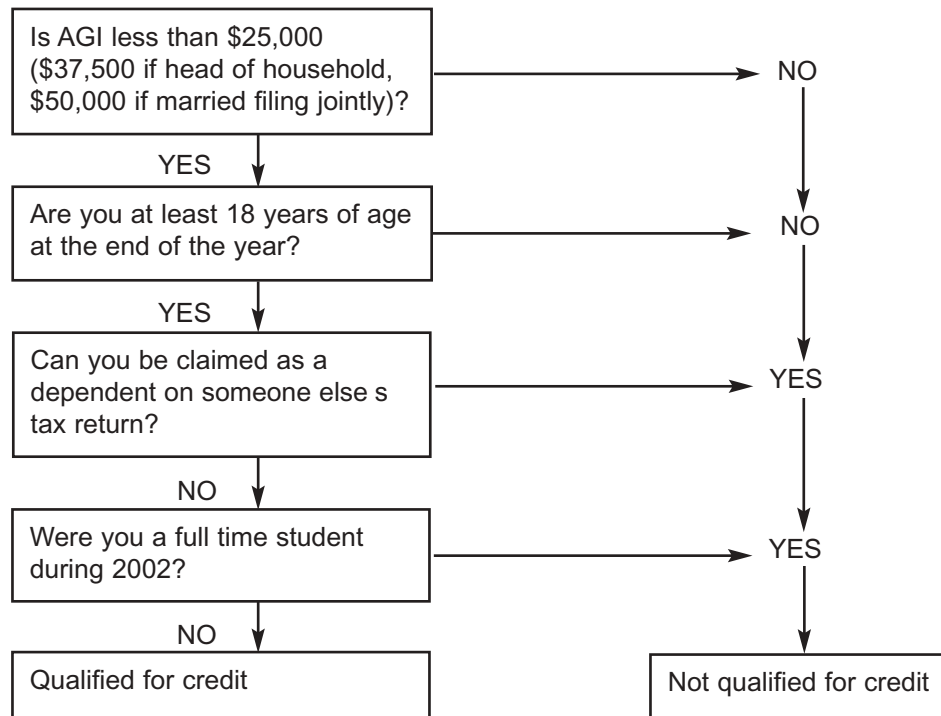 Is AGI less than $25,000
($37,500 if head of household,
$50,000 if married filing jointly)?
NO
YES
Are you at least 18 years of age
at the end of the year?
NO
YES
Can you be claimed as a
dependent on someone else s
tax return?
YES
NO
Were you a full time student
during 2002?
YES
NO
Qualified for credit
Not qualified for credit